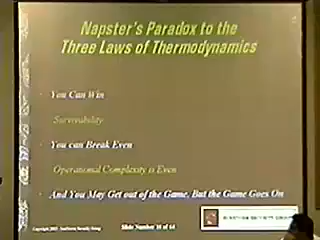 Napster's Paradox to the
Three Laws of Thermodynamics
You Can Win
Survivability
You can Break Even
Operational Complexity is Even
And You May Get out of the Game, But the Game Goes On
Slide Number 38 of 64